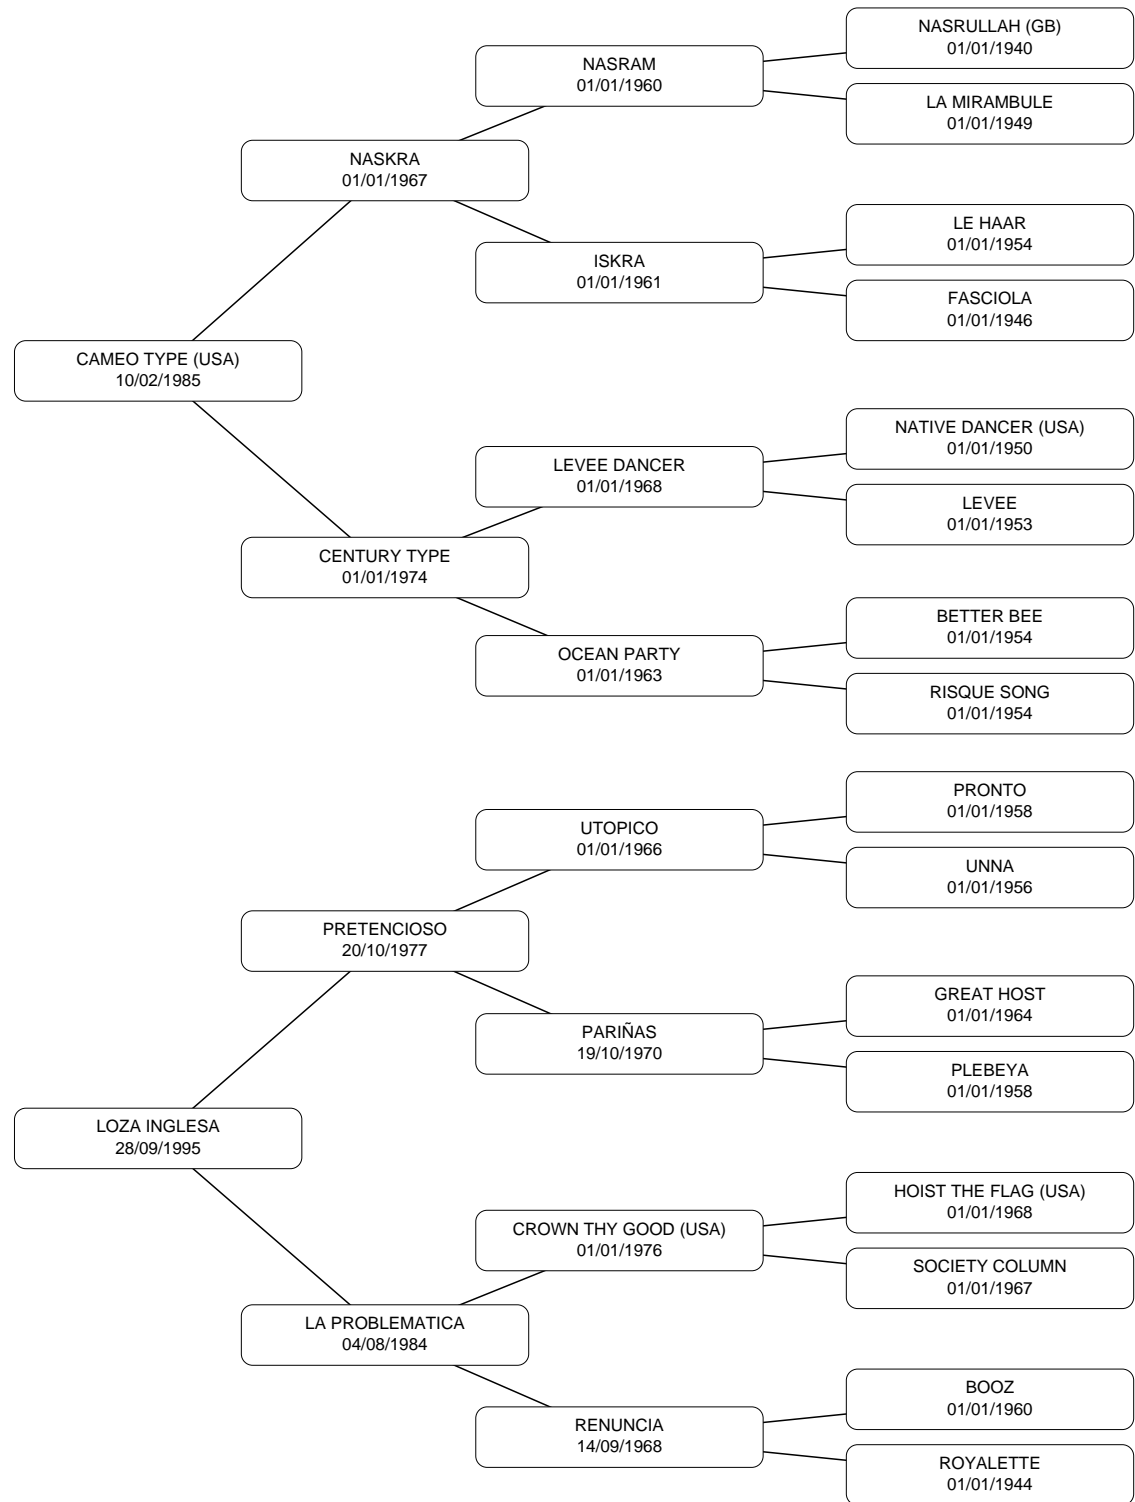 NASRULLAH (GB)
01/01/1940
NASRAM
01/01/1960
LA MIRAMBULE
01/01/1949
NASKRA
01/01/1967
LE HAAR
01/01/1954
ISKRA
01/01/1961
FASCIOLA
01/01/1946
CAMEO TYPE (USA)
10/02/1985
NATIVE DANCER (USA)
01/01/1950
LEVEE DANCER
01/01/1968
LEVEE
01/01/1953
CENTURY TYPE
01/01/1974
BETTER BEE
01/01/1954
OCEAN PARTY
01/01/1963
RISQUE SONG
01/01/1954
PRONTO
01/01/1958
UTOPICO
01/01/1966
UNNA
01/01/1956
PRETENCIOSO
20/10/1977
GREAT HOST
01/01/1964
PARIÑAS
19/10/1970
PLEBEYA
01/01/1958
LOZA INGLESA
28/09/1995
HOIST THE FLAG (USA)
01/01/1968
CROWN THY GOOD (USA)
01/01/1976
SOCIETY COLUMN
01/01/1967
LA PROBLEMATICA
04/08/1984
BOOZ
01/01/1960
RENUNCIA
14/09/1968
ROYALETTE
01/01/1944